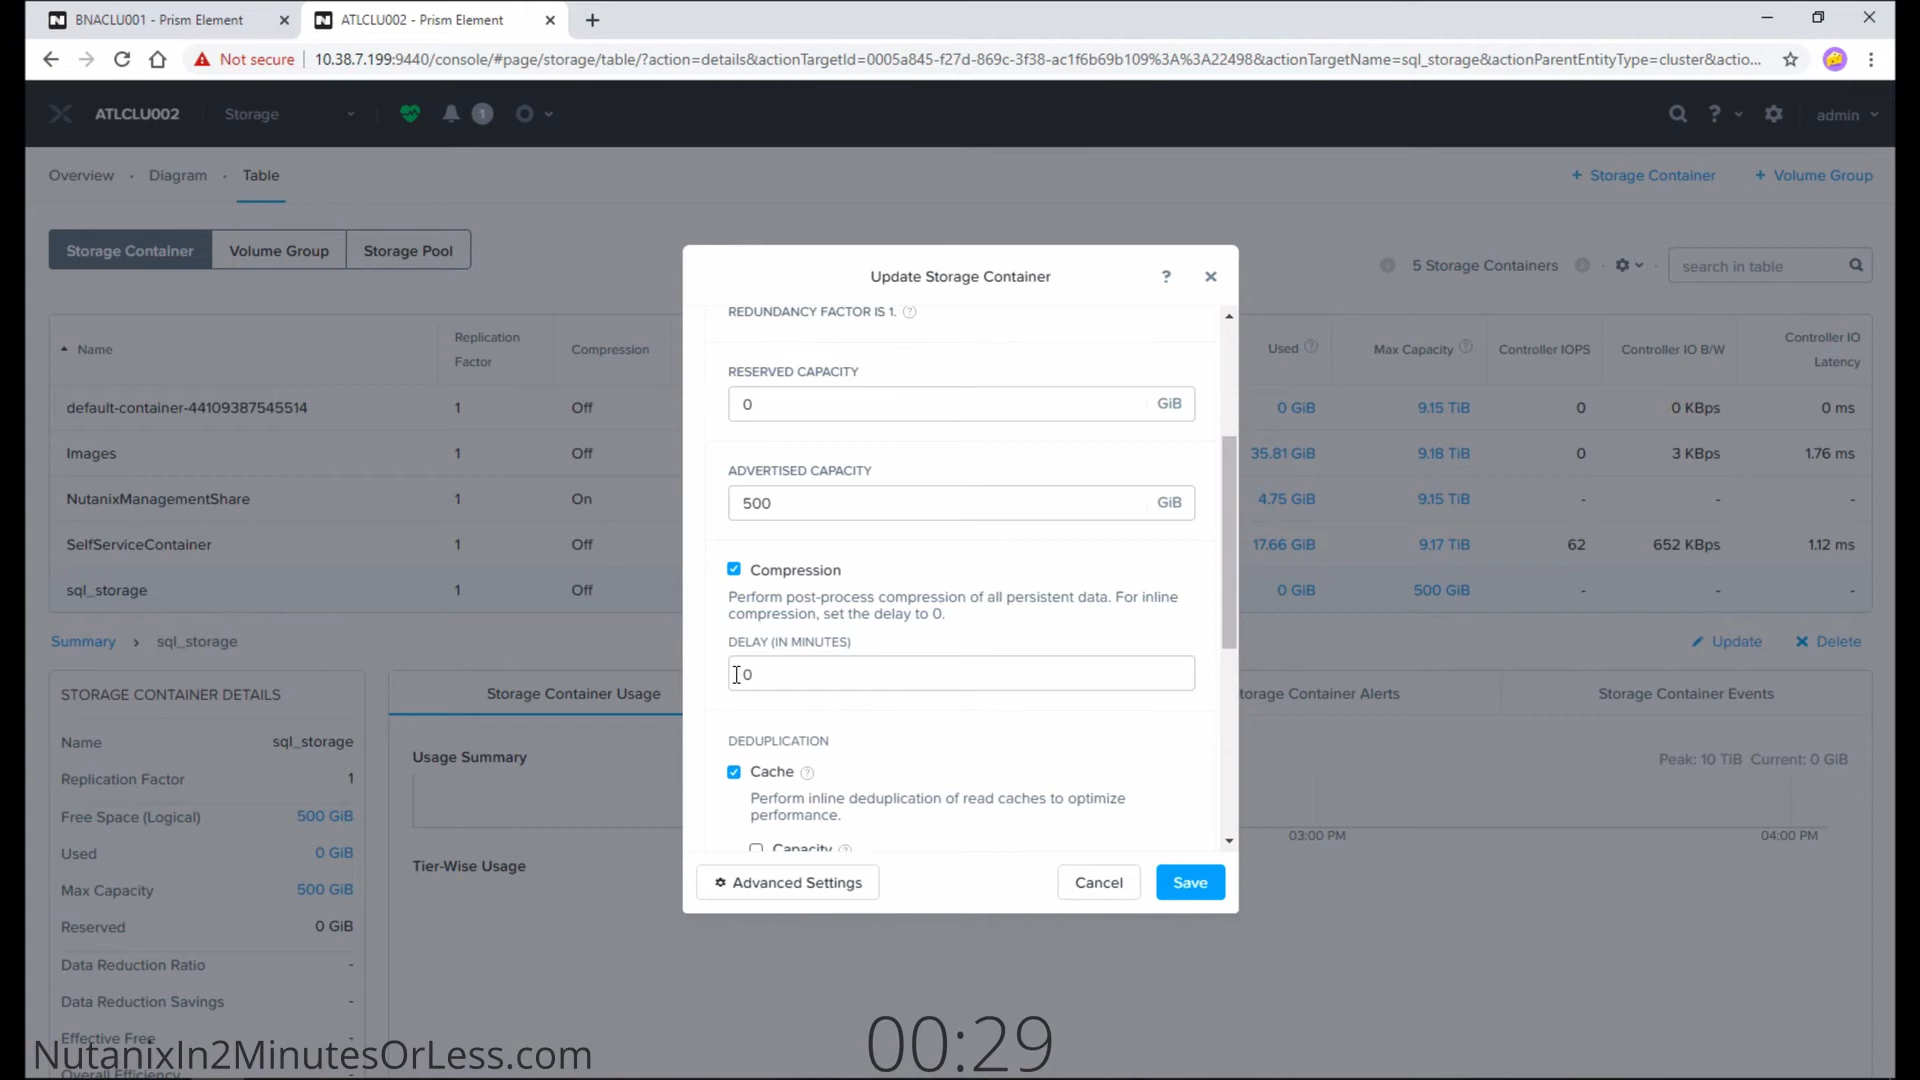 BNACLU001 - Prism Element
ATLCLU002 - Prism Element
Not secure
10.38.7.199:9440/console/#page/storage/table/?action=details&actionTargetId=0005a845-f27d-869c-3f38-ac1f6b69b109%3A%3A22498&actionTargetName=sql_storage&actionParentEntityType=cluster&actio...
ATLCLU002
Storage
1
?
admin
Overview · Diagram · Table
+ Storage Container
+ Volume Group
Storage Container
Volume Group
Storage Pool
5 Storage Containers
search in table
Name
Replication Factor
Compression
Used
Max Capacity
Controller IOPS
Controller IO B/W
Controller IO Latency
default-container-44109387545514 1 Off 0 GiB 9.15 TiB 0 0 KBps 0 ms
Images 1 Off 35.81 GiB 9.18 TiB 0 3 KBps 1.76 ms
NutanixManagementShare 1 On 4.75 GiB 9.15 TiB - - -
SelfServiceContainer 1 Off 17.66 GiB 9.17 TiB 62 652 KBps 1.12 ms
sql_storage 1 Off 0 GiB 500 GiB - - -
Summary > sql_storage
Update
Delete
STORAGE CONTAINER DETAILS
Name sql_storage
Replication Factor 1
Free Space (Logical) 500 GiB
Used 0 GiB
Max Capacity 500 GiB
Reserved 0 GiB
Data Reduction Ratio -
Data Reduction Savings -
Effective Free -
Overall Efficiency -
Storage Container Usage
torage Container Alerts
Storage Container Events
Usage Summary
Peak: 10 TiB Current: 0 GiB
03:00 PM
04:00 PM
Tier-Wise Usage
Update Storage Container
?
REDUNDANCY FACTOR IS 1.
RESERVED CAPACITY
0 GiB
ADVERTISED CAPACITY
500 GiB
Compression
Perform post-process compression of all persistent data. For inline
compression, set the delay to 0.
DELAY (IN MINUTES)
0
DEDUPLICATION
Cache
Perform inline deduplication of read caches to optimize
performance.
Capacity
Advanced Settings
Cancel
Save
NutanixIn2MinutesOrLess.com
00:29